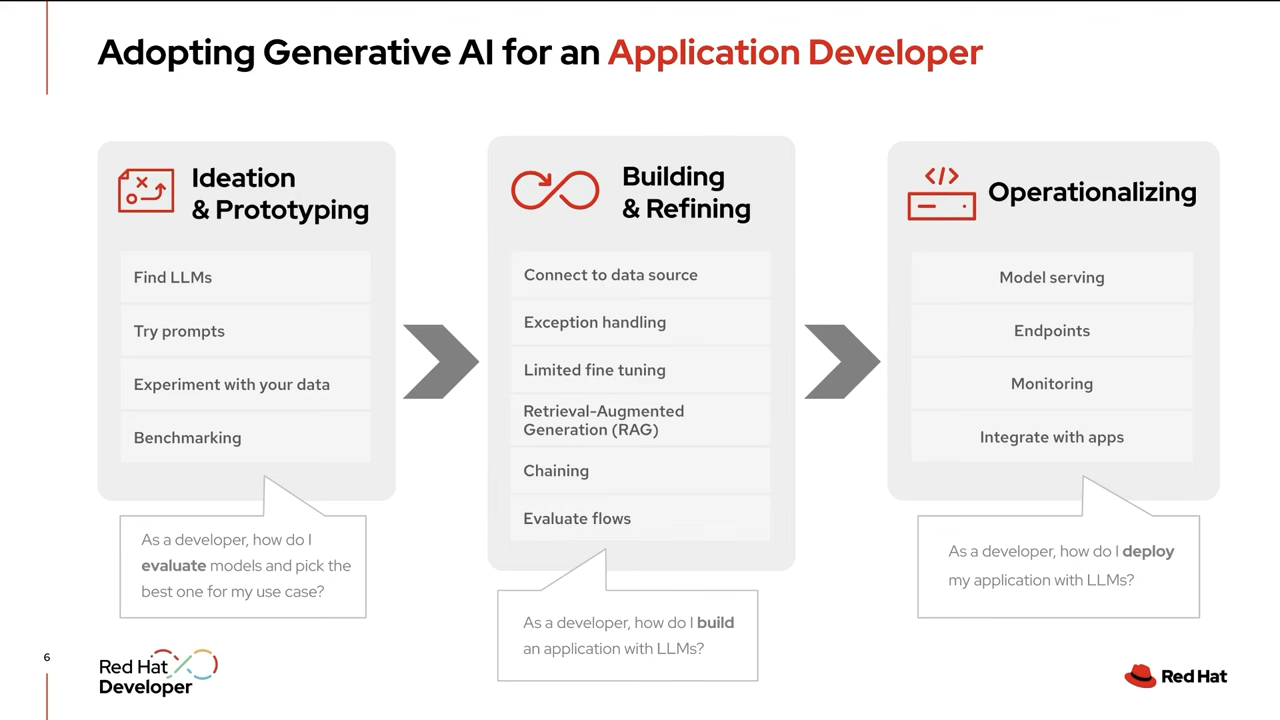 Adopting Generative AI for an Application Developer
Ideation
& Prototyping
Find LLMs
Try prompts
Experiment with your data
Benchmarking
As a developer, how do I
evaluate models and pick the
best one for my use case?
Building
& Refining
Connect to data source
Exception handling
Limited fine tuning
Retrieval-Augmented
Generation (RAG)
Chaining
Evaluate flows
As a developer, how do I build
an application with LLMs?
</>
Operationalizing
Model serving
Endpoints
Monitoring
Integrate with apps
As a developer, how do I deploy
my application with LLMs?
6
Red Hat
Developer
Red Hat